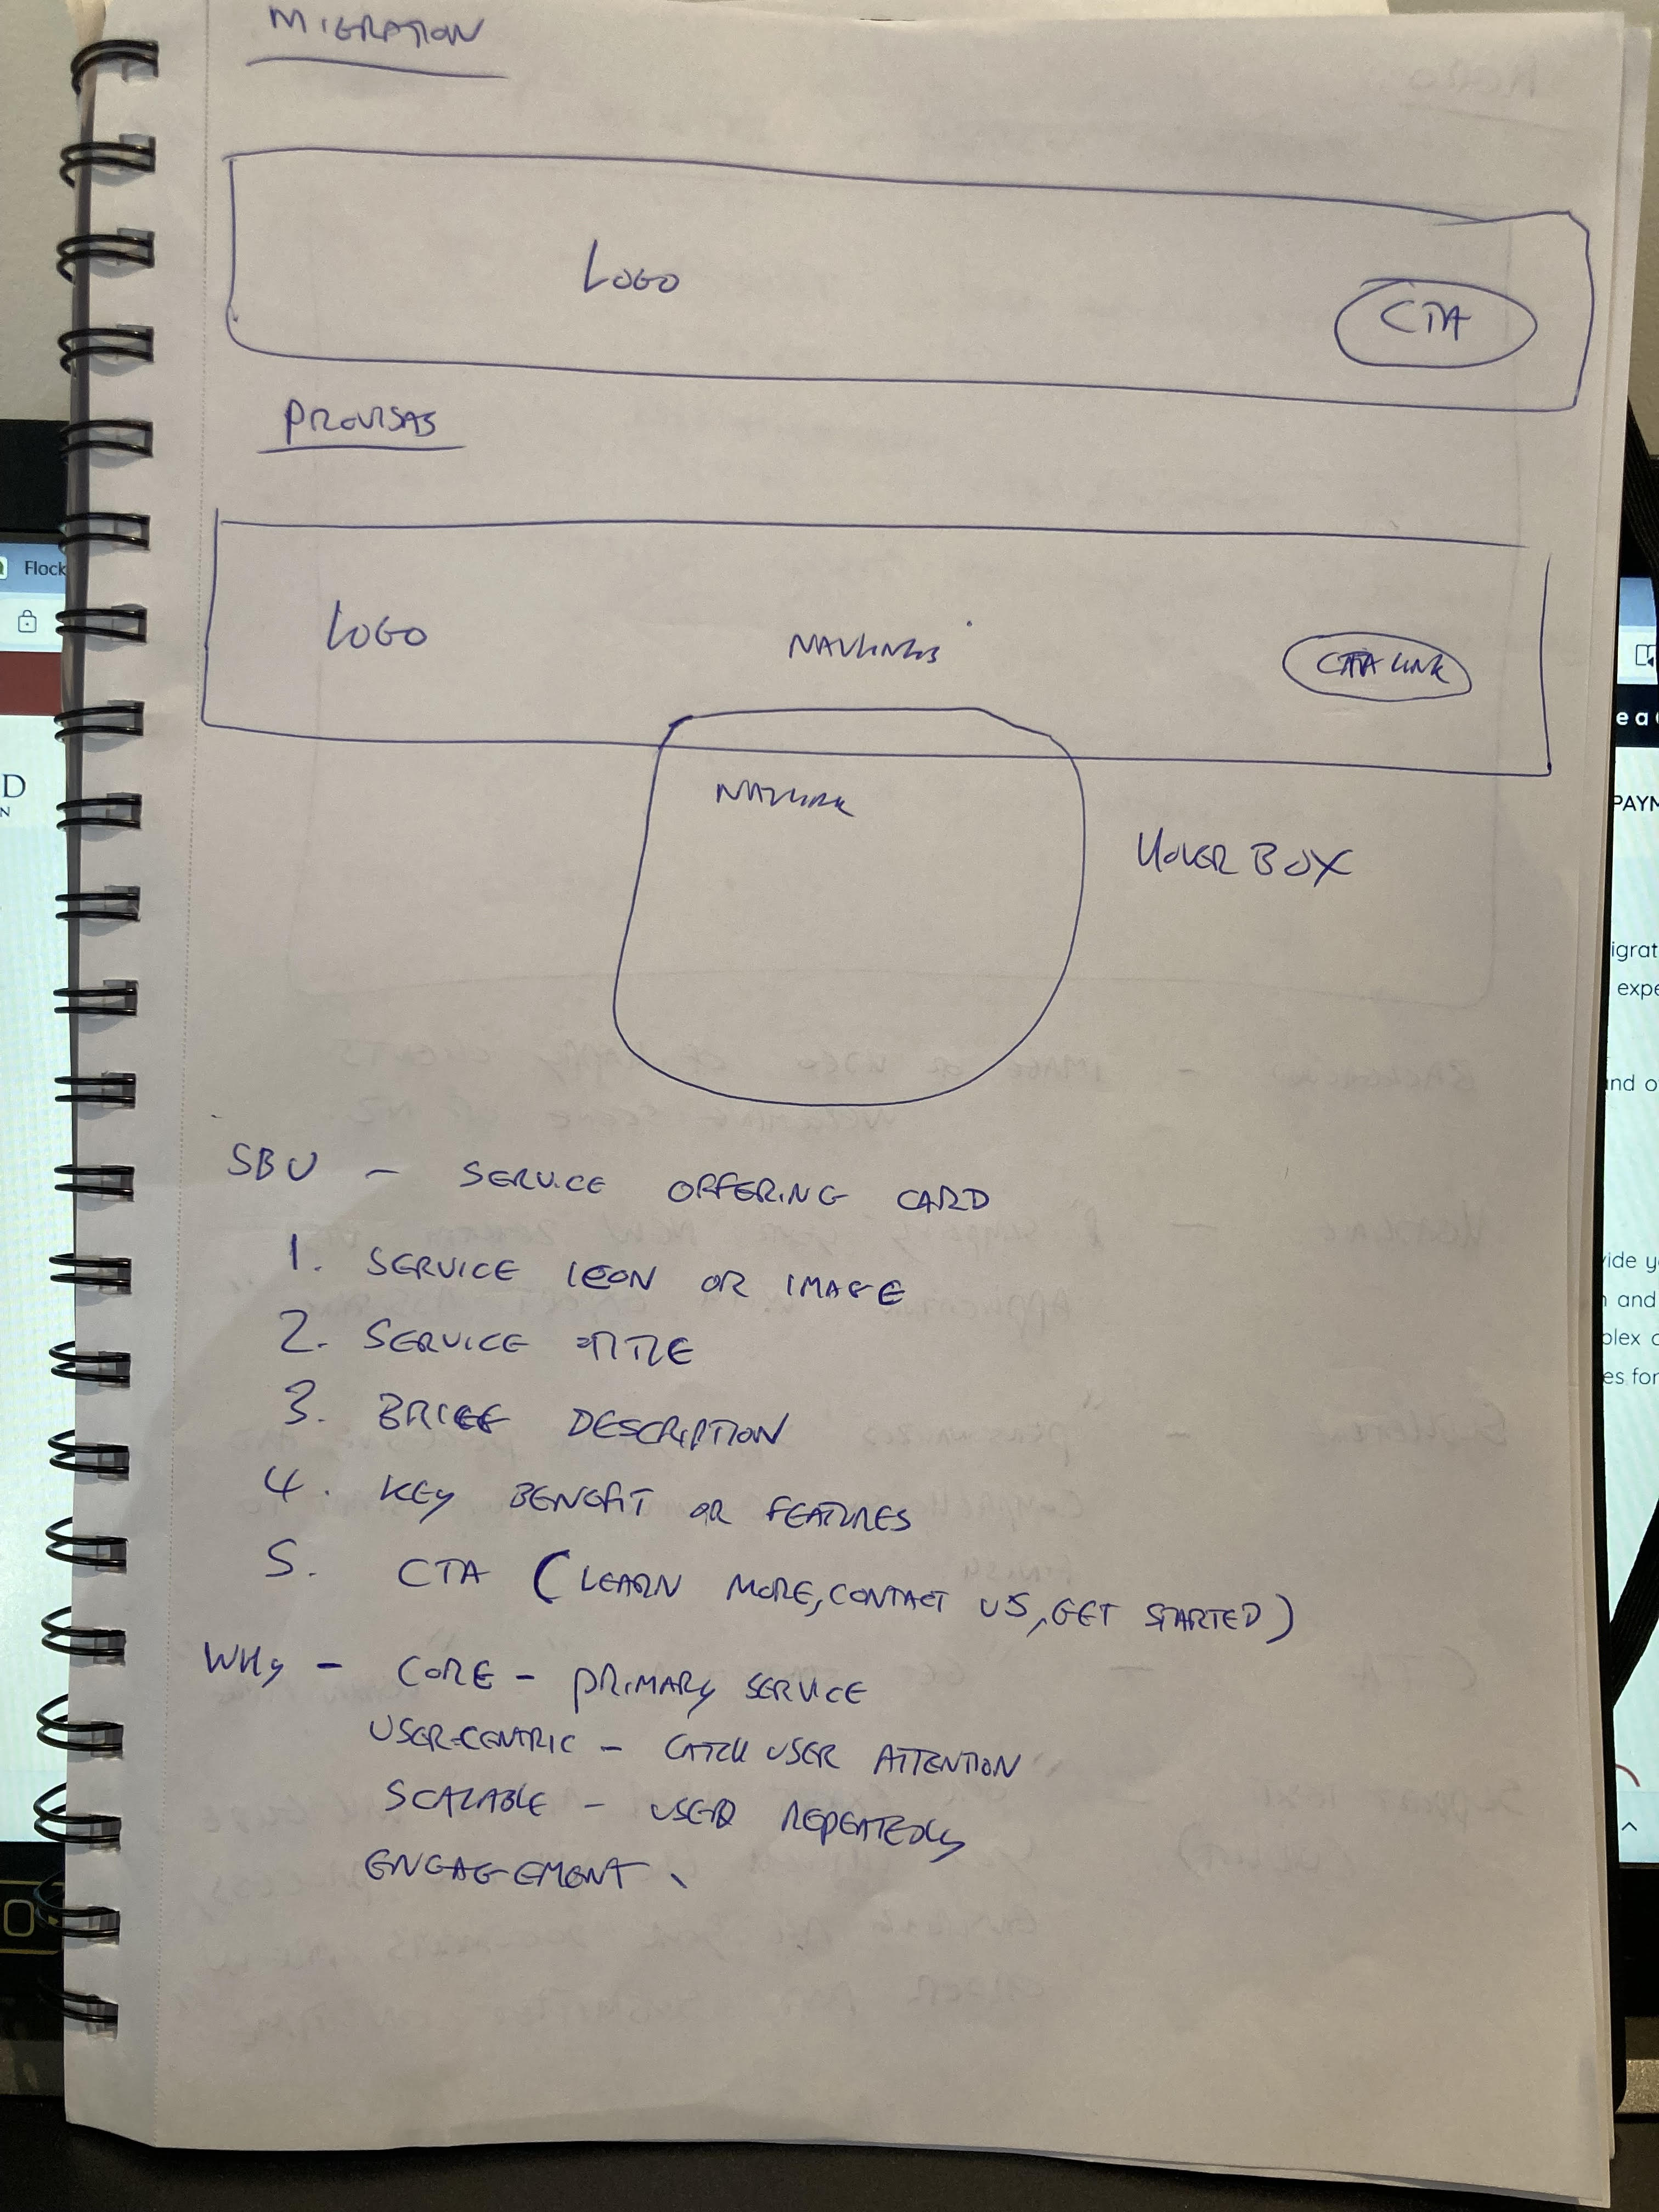 MIGRATION
LOGO
CTA
PROVISAS
LOGO
NAVLINKS
CTA LINK
NAVLINK
HOVER BOX
SBU - SERVICE OFFERING CARD
1. SERVICE ICON OR IMAGE
2. SERVICE TITLE
3. BRIEF DESCRIPTION
4. KEY BENEFIT OR FEATURES
5. CTA (LEARN MORE, CONTACT US, GET STARTED)
WHY - CORE - PRIMARY SERVICE
USER-CENTRIC - CATCH USER ATTENTION
SCALABLE - USED REPEATEDLY
ENGAGEMENT
Flock
D
N
ea
PAYM
igrat
expe
and o
vide y
n and
plex c
es for